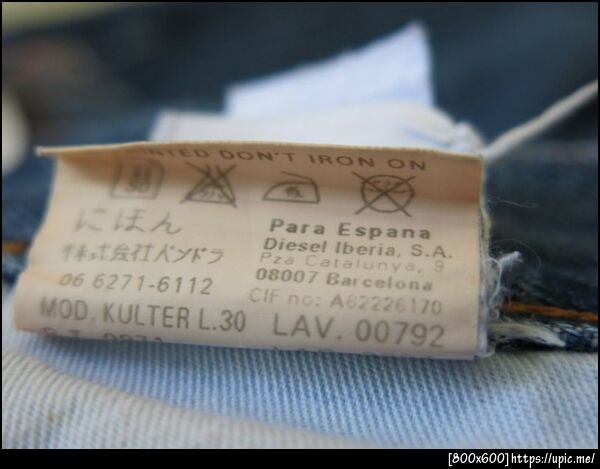 NTED DON'T IRON ON
にほん
株式会社パンドラ
06 6271-6112
Para Espana
Diesel Iberia, S.A.
Pza Catalunya, 9
08007 Barcelona
CIF no: A62226170
MOD. KULTER L.30 LAV. 00792
[800x600]https://upic.me/